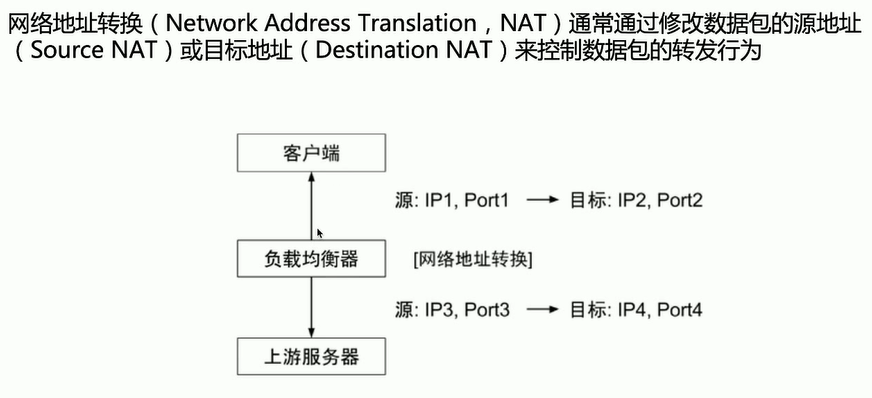 网络地址转换（Network Address Translation，NAT）通常通过修改数据包的源地址
（Source NAT）或目标地址（Destination NAT）来控制数据包的转发行为
客户端
源: IP1, Port1 → 目标: IP2, Port2
负载均衡器 [网络地址转换]
源: IP3, Port3 → 目标: IP4, Port4
上游服务器